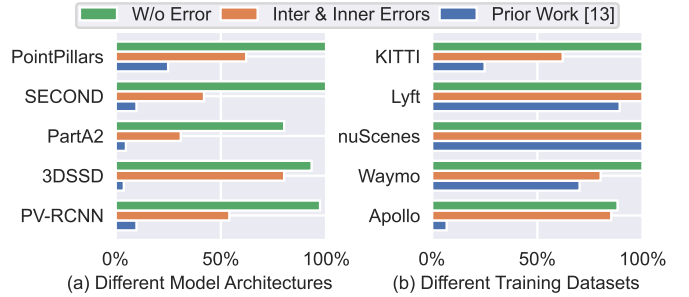 W/o Error Inter & Inner Errors Prior Work [13]
PointPillars
SECOND
PartA2
3DSSD
PV-RCNN
0% 50% 100%
(a) Different Model Architectures
KITTI
Lyft
nuScenes
Waymo
Apollo
0% 50% 100%
(b) Different Training Datasets